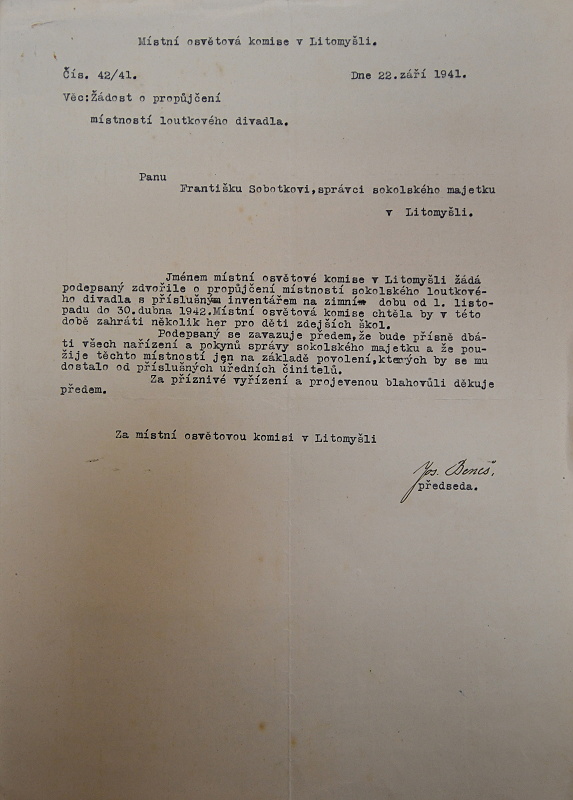 Místní osvětová komise v Litomyšli.
Čís. 42/41.
Dne 22.září 1941.
Věc:Žádost o propůjčení
místností loutkového divadla.
Panu
Františku Sobotkovi,správci sokolského majetku
v Litomyšli.
Jménem místní osvětové komise v Litomyšli žádá
podepsaný zdvořile o propůjčení místností sokolského loutkové-
ho divadla s příslušným inventářem na zimní dobu od 1. listo-
padu do 30.dubna 1942.Místní osvětová komise chtěla by v této
době zahráti několik her pro děti zdejších škol.
Podepsaný se zavazuje předem,že bude přísně dbá-
ti všech nařízení a pokynů správy sokolského majetku a že pou-
žije těchto místností jen na základě povolení,kterých by se mu
dostalo od příslušných úředních činitelů.
Za příznivé vyřízení a projevenou blahovůli děkuje
předem.
Za místní osvětovou komisi v Litomyšli
Jos. Beneš,
předseda.